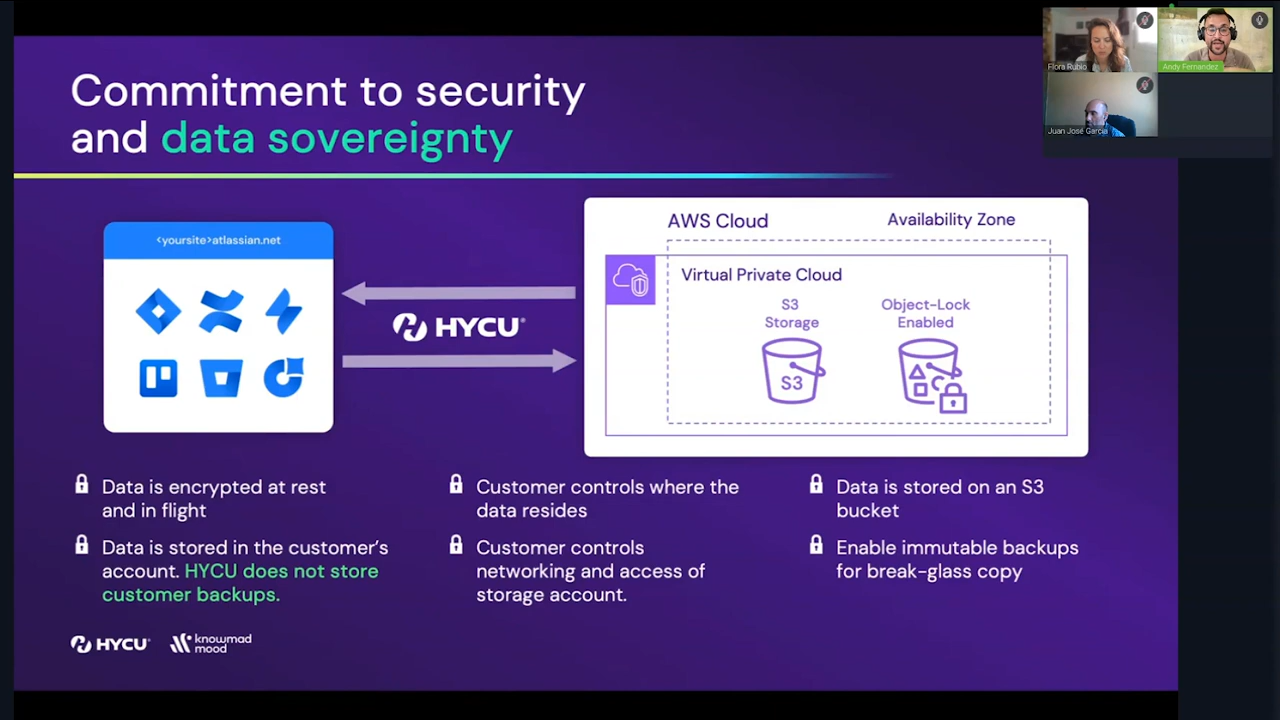 Commitment to security
and data sovereignty
Flora Rubio
Andy Fernandez
Juan José García
<yoursite>atlassian.net
HYCU®
AWS Cloud
Availability Zone
Virtual Private Cloud
S3
Storage
Object-Lock
Enabled
S3
Data is encrypted at rest
and in flight
Data is stored in the customer's
account. HYCU does not store
customer backups.
Customer controls where the
data resides
Customer controls
networking and access of
storage account.
Data is stored on an S3
bucket
Enable immutable backups
for break-glass copy
HYCU®
knowmad
mood